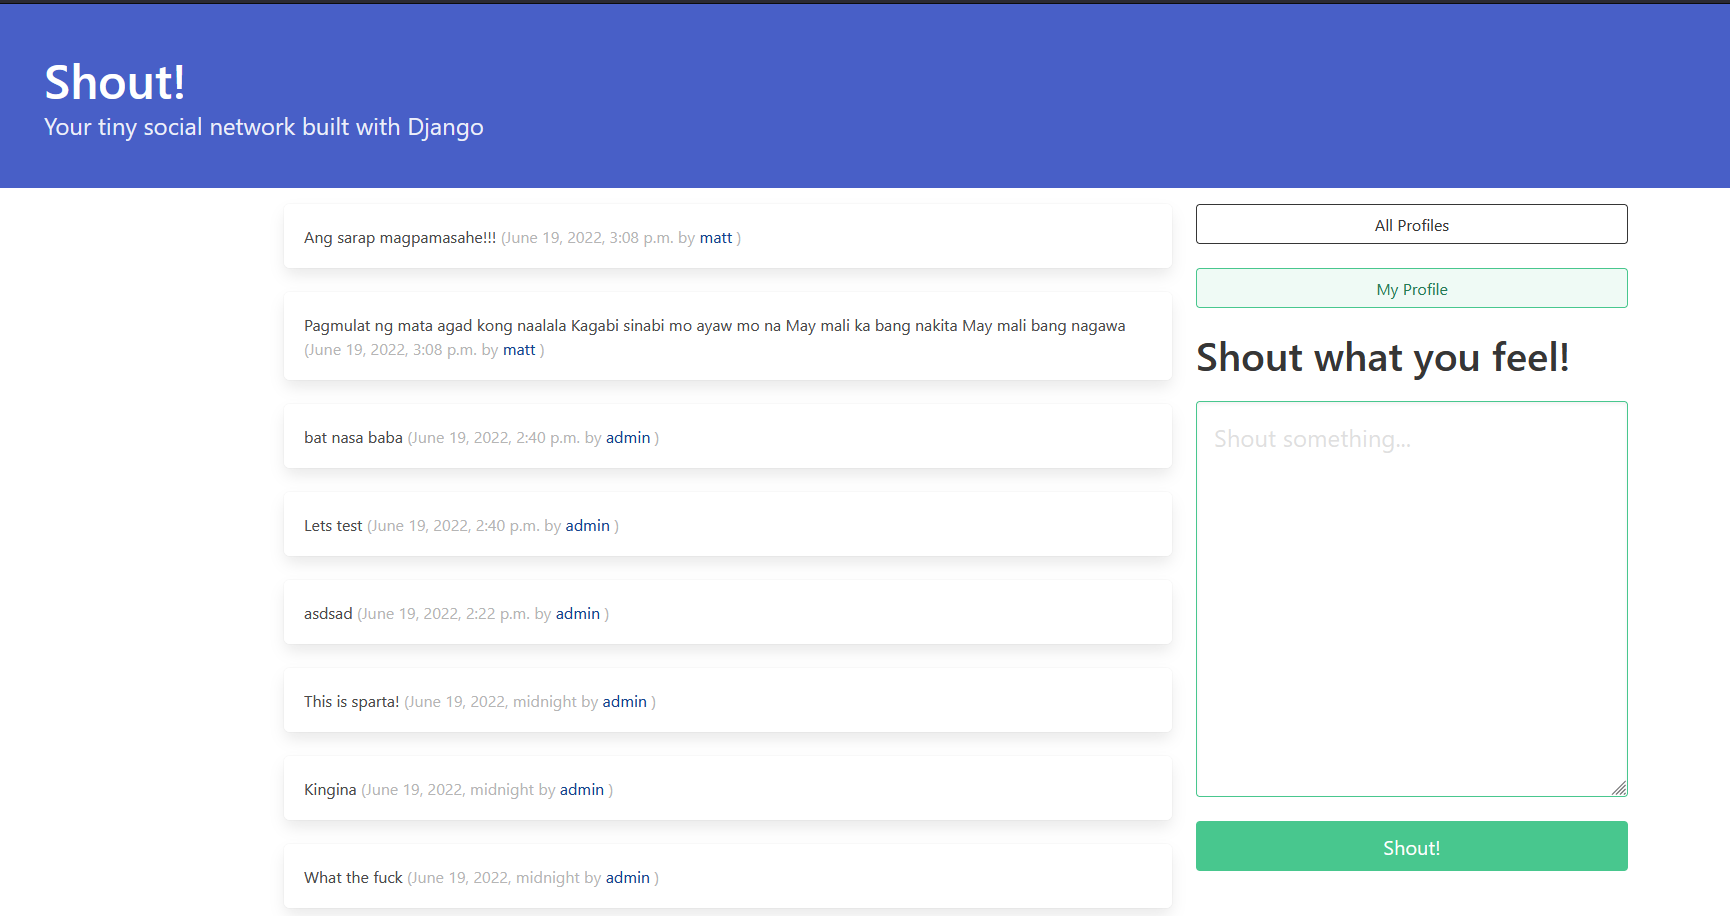 Shout!
Your tiny social network built with Django
Ang sarap magpamasahe!!! (June 19, 2022, 3:08 p.m. by matt )
Pagmulat ng mata agad kong naalala Kagabi sinabi mo ayaw mo na May mali ka bang nakita May mali bang nagawa
(June 19, 2022, 3:08 p.m. by matt )
bat nasa baba (June 19, 2022, 2:40 p.m. by admin )
Lets test (June 19, 2022, 2:40 p.m. by admin )
asdsad (June 19, 2022, 2:22 p.m. by admin )
This is sparta! (June 19, 2022, midnight by admin )
Kingina (June 19, 2022, midnight by admin )
What the fuck (June 19, 2022, midnight by admin )
All Profiles
My Profile
Shout what you feel!
Shout something...
Shout!